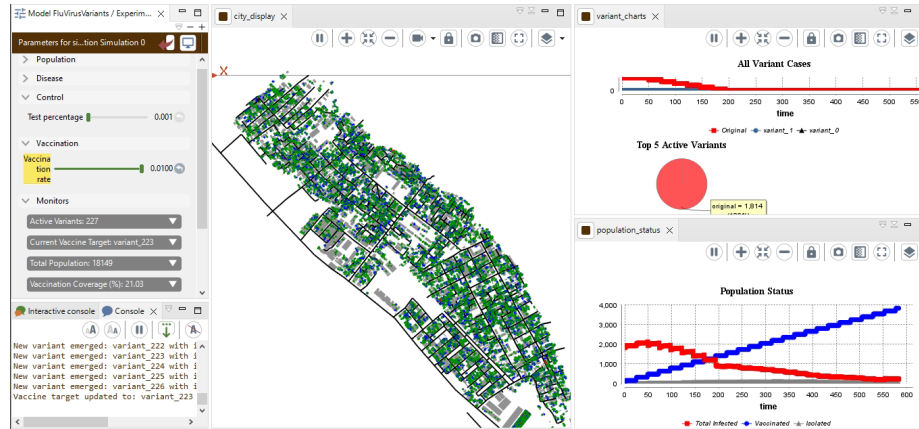 Model FluVirusVariants / Experim...
Parameters for si...tion Simulation 0
Population
Disease
Control
Test percentage 0.001
Vaccination
Vaccina
tion
rate
0.0100
Monitors
Active Variants: 227
Current Vaccine Target: variant_223
Total Population: 18149
Vaccination Coverage (%): 21.03
Interactive console Console
New variant emerged: variant_222 with i
New variant emerged: variant_223 with i
New variant emerged: variant_224 with i
New variant emerged: variant_225 with i
New variant emerged: variant_226 with i
Vaccine target updated to: variant_223
city_display
X
variant_charts
All Variant Cases
0
0 50 100 150 200 250 300 350 400 450 500 55
time
Original variant_1 variant_0
Top 5 Active Variants
original = 1,814
population_status
Population Status
4,000
3,000
2,000
1,000
0
0 50 100 150 200 250 300 350 400 450 500 550 600
time
Total Infected Vaccinated Isolated